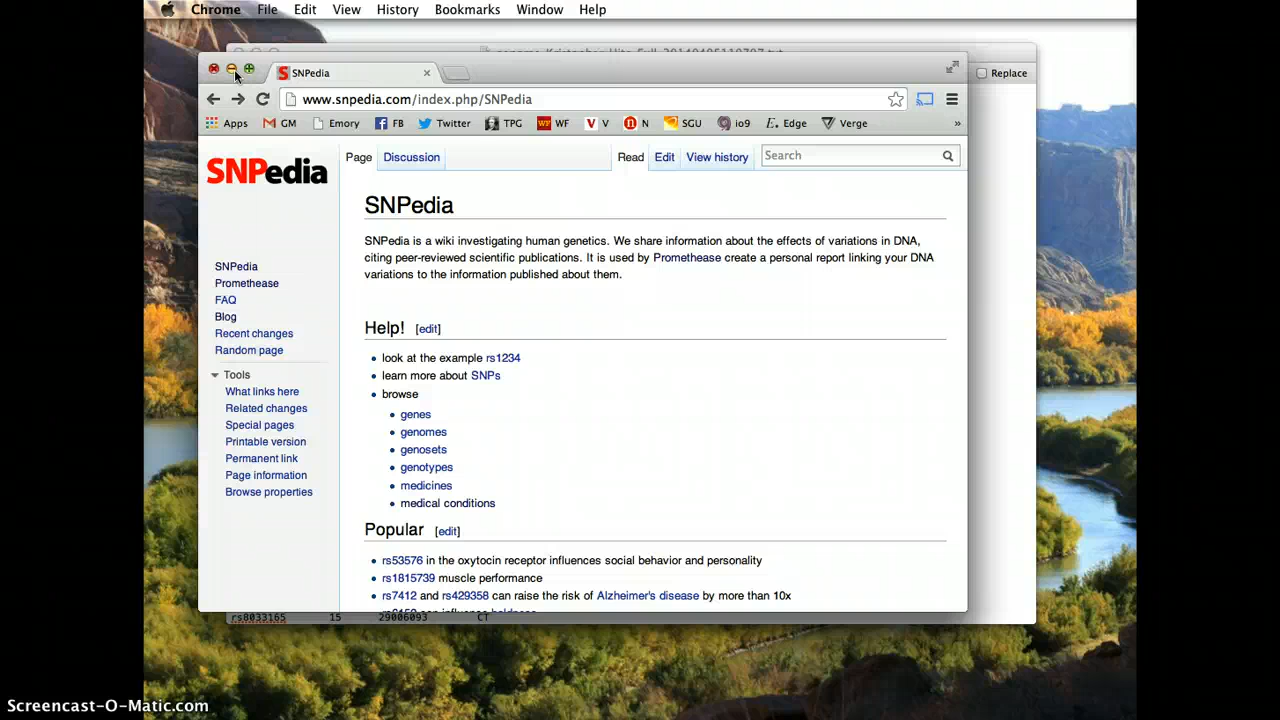 Chrome File Edit View History Bookmarks Window Help
Replace
SNPedia
www.snpedia.com/index.php/SNPedia
Apps GM Emory FB Twitter TPG WF V N SGU io9 Edge Verge »
SNPedia
Page Discussion Read Edit View history Search
SNPedia
SNPedia is a wiki investigating human genetics. We share information about the effects of variations in DNA,
citing peer-reviewed scientific publications. It is used by Promethease create a personal report linking your DNA
variations to the information published about them.
SNPedia
Promethease
FAQ
Blog
Recent changes
Random page
Tools
What links here
Related changes
Special pages
Printable version
Permanent link
Page information
Browse properties
Help! [edit]
look at the example rs1234
learn more about SNPs
browse
genes
genomes
genosets
genotypes
medicines
medical conditions
Popular [edit]
rs53576 in the oxytocin receptor influences social behavior and personality
rs1815739 muscle performance
rs7412 and rs429358 can raise the risk of Alzheimer's disease by more than 10x
can influence baldness
rs8033165 15 29006093 CT
Screencast-O-Matic.com